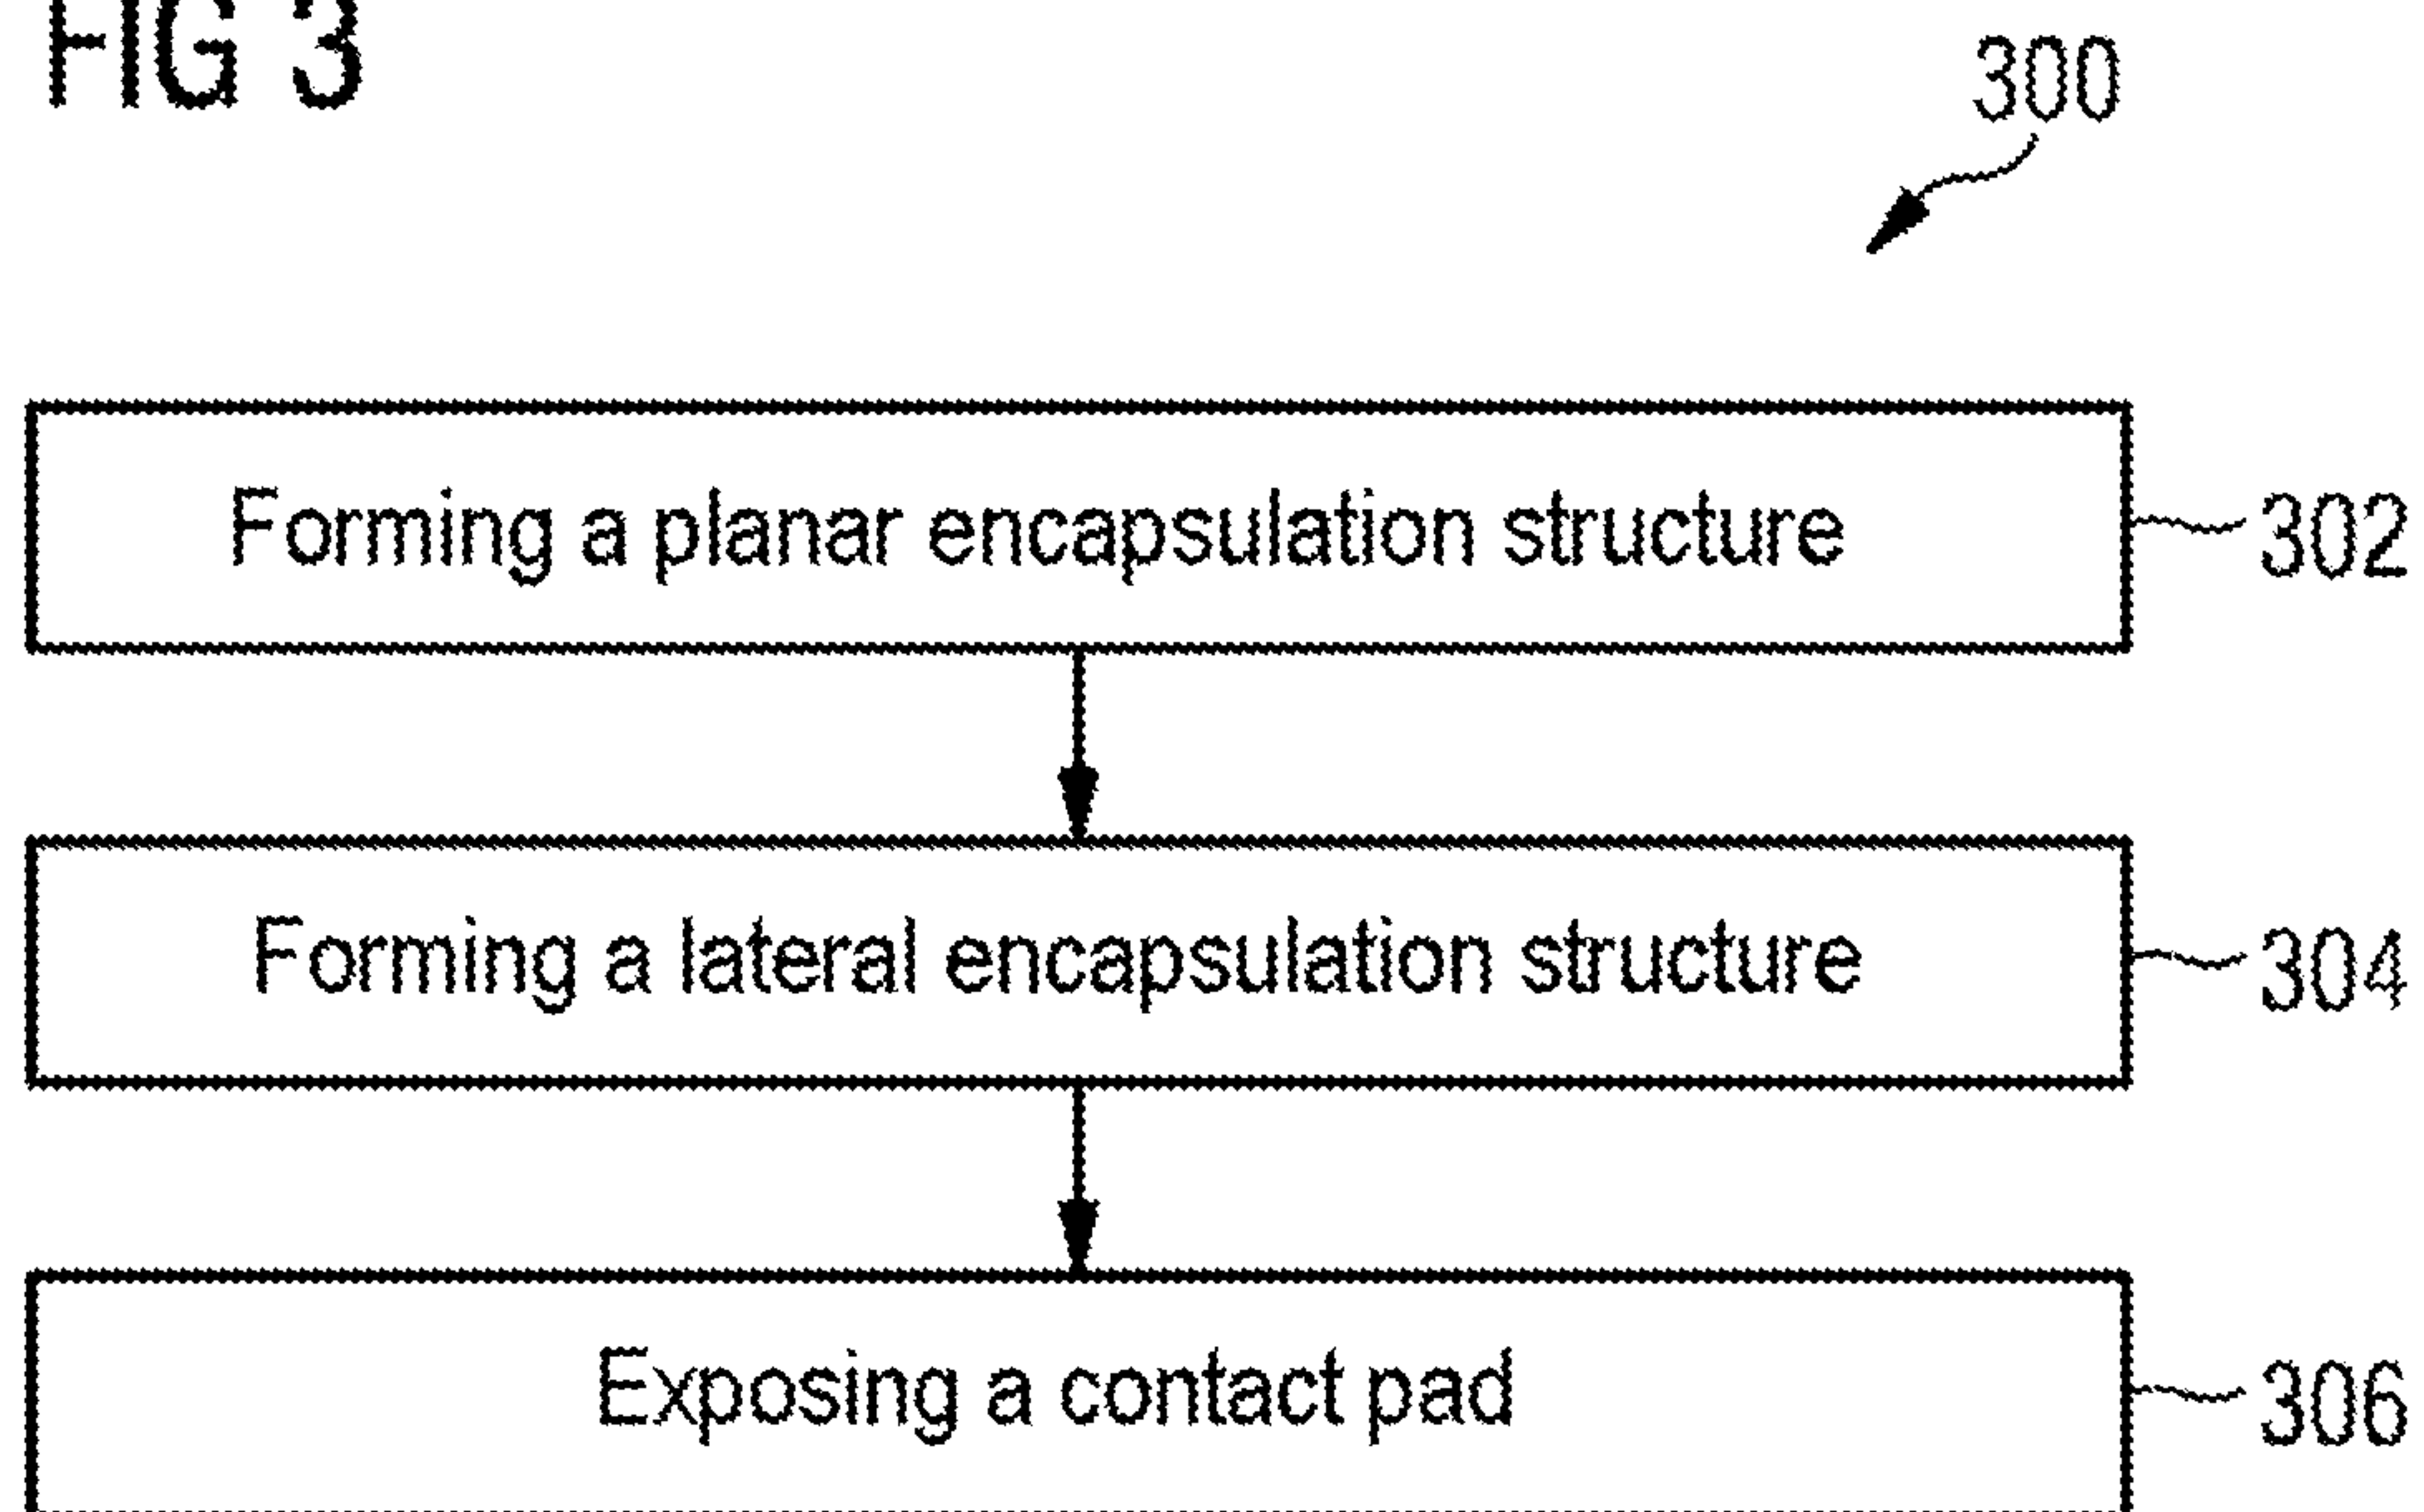 FIG 3
300
Forming a planar encapsulation structure
302
Forming a lateral encapsulation structure
304
Exposing a contact pad
306